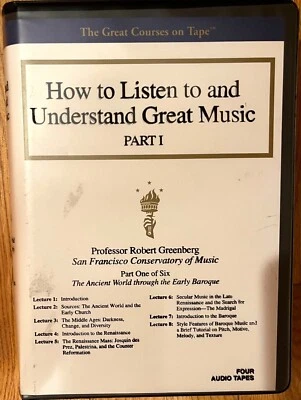 The Great Courses on Tape™
How to Listen to and
Understand Great Music
PART I
Professor Robert Greenberg
San Francisco Conservatory of Music
Part One of Six
The Ancient World through the Early Baroque
Lecture 1: Introduction
Lecture 2: Sources: The Ancient World and the
Early Church
Lecture 3: The Middle Ages: Darkness,
Change, and Diversity
Lecture 4: Introduction to the Renaissance
Lecture 5: The Renaissance Mass: Josquin des
Prez, Palestrina, and the Counter
Reformation
Lecture 6: Secular Music in the Late
Renaissance and the Search for
Expression—The Madrigal
Lecture 7: Introduction to the Baroque
Lecture 8: Style Features of Baroque Music and
a Brief Tutorial on Pitch, Motive,
Melody, and Texture
FOUR
AUDIO TAPES